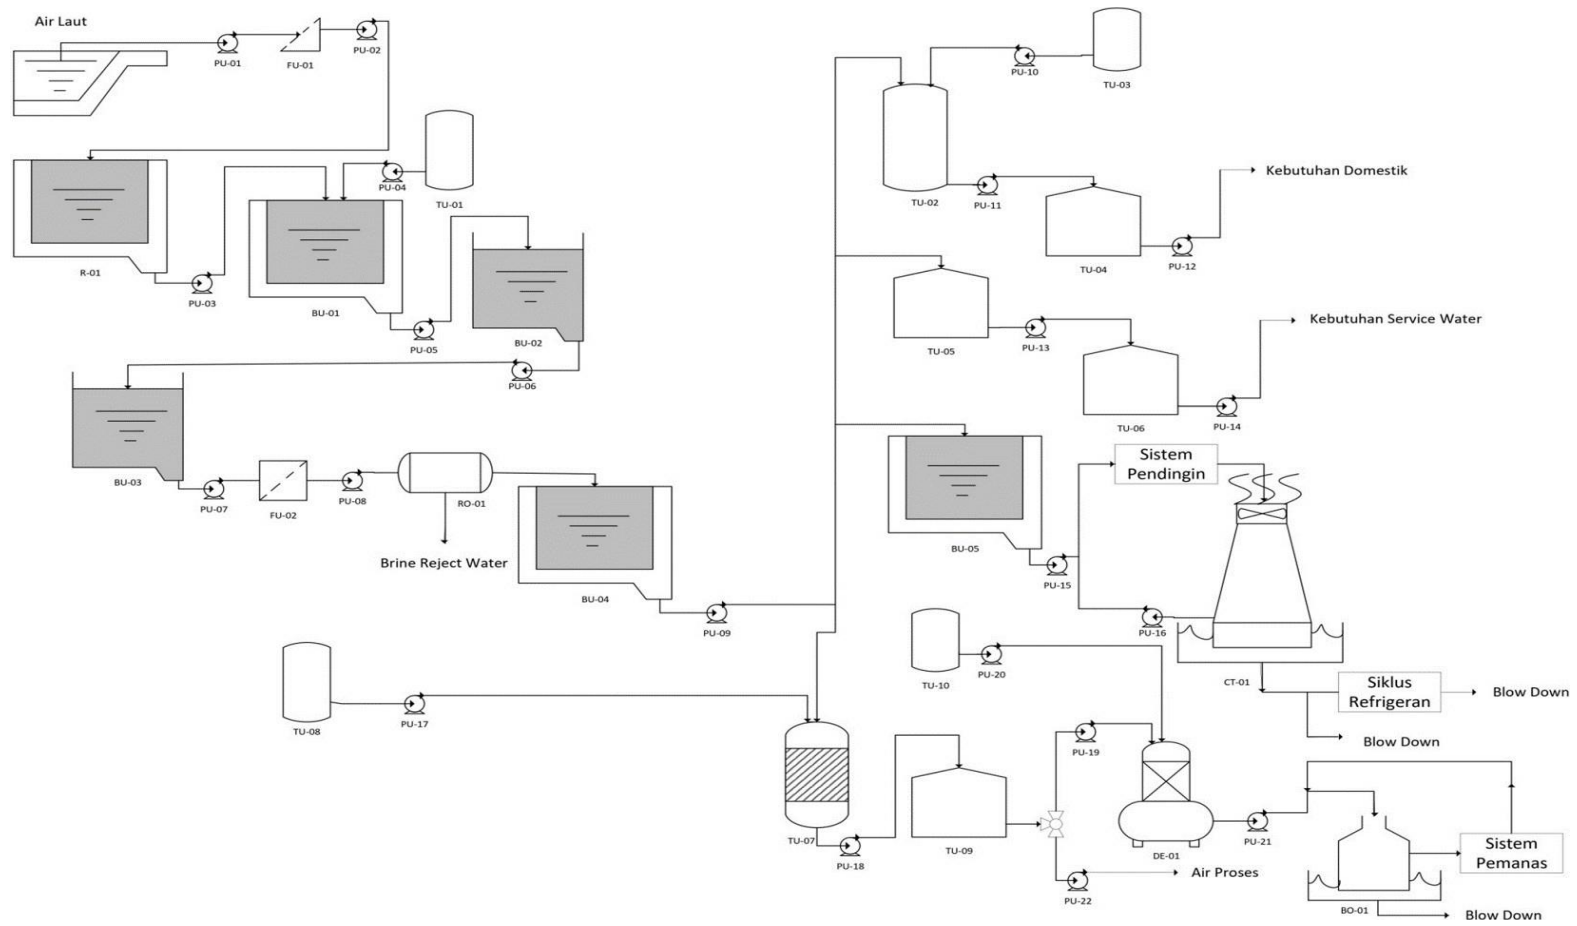 Air Laut
PU-01
FU-01
PU-02
PU-10
TU-03
PU-04
TU-01
TU-02
PU-11
Kebutuhan Domestik
TU-04
PU-12
R-01
PU-03
BU-01
PU-05
BU-02
PU-06
TU-05
PU-13
Kebutuhan Service Water
TU-06
PU-14
BU-03
PU-07
FU-02
PU-08
RO-01
Brine Reject Water
BU-04
PU-09
BU-05
PU-15
Sistem
Pendingin
PU-16
CT-01
Siklus
Refrigeran
Blow Down
Blow Down
TU-08
PU-17
TU-10
PU-20
TU-07
PU-18
TU-09
PU-19
DE-01
PU-21
PU-22
Air Proses
Sistem
Pemanas
BO-01
Blow Down